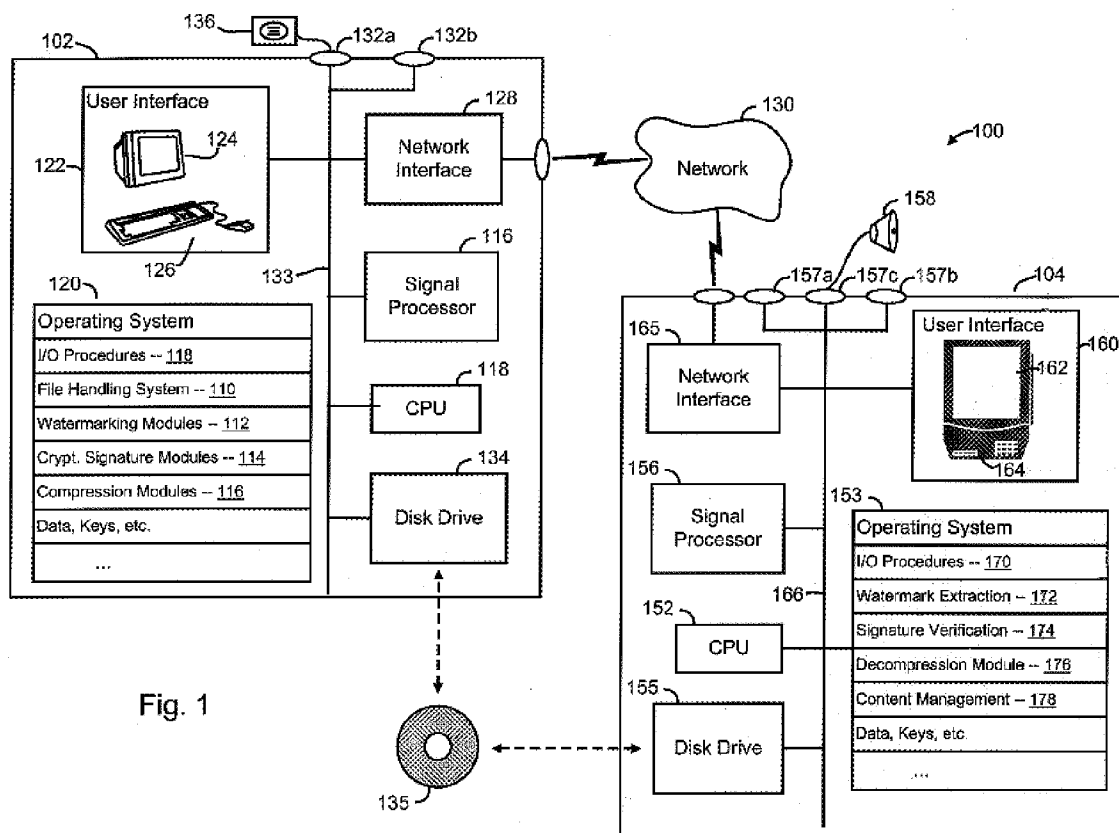 136
132a
132b
102
User Interface
124
122
126
128
Network
Interface
130
Network
100
158
116
Signal
Processor
133
120
Operating System
I/O Procedures -- 118
File Handling System -- 110
Watermarking Modules -- 112
Crypt. Signature Modules -- 114
Compression Modules -- 116
Data, Keys, etc.
...
118
CPU
134
Disk Drive
157a
157c
157b
104
165
Network
Interface
User Interface
160
162
164
156
Signal
Processor
153
Operating System
I/O Procedures -- 170
Watermark Extraction -- 172
Signature Verification -- 174
Decompression Module -- 176
Content Management -- 178
Data, Keys, etc.
...
166
152
CPU
155
Disk Drive
Fig. 1
135